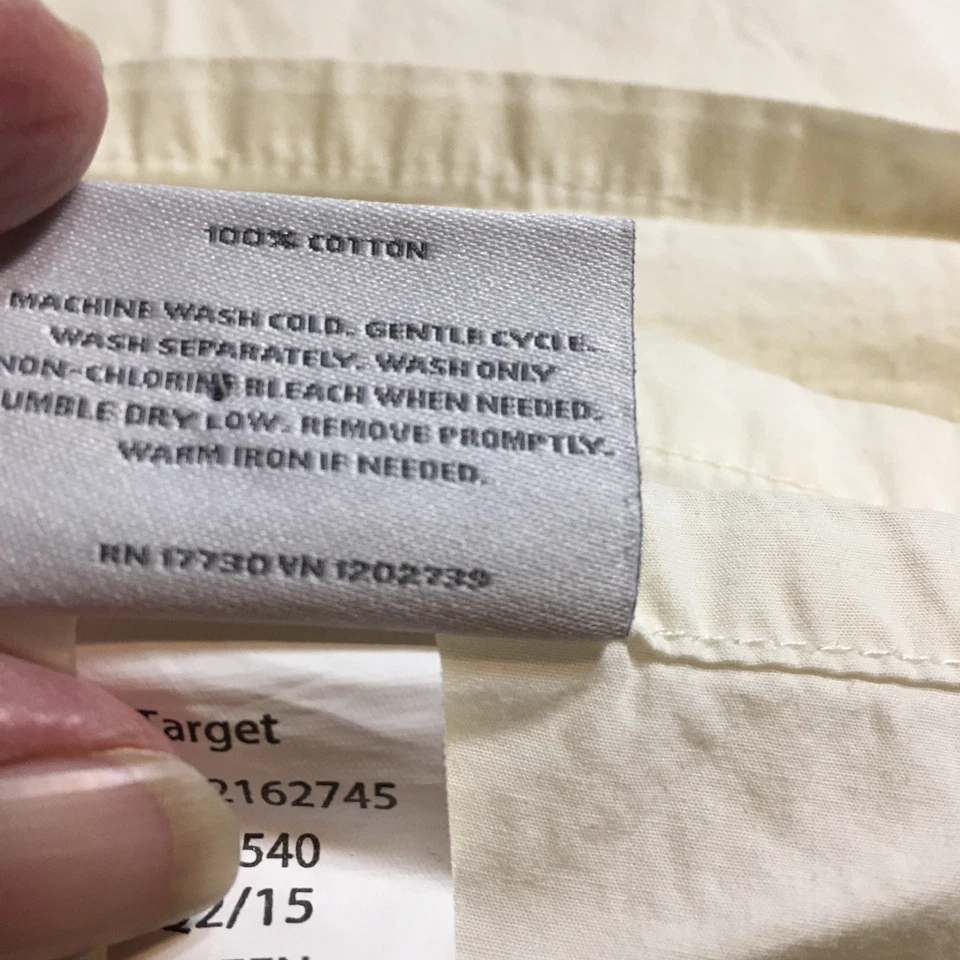 100% COTTON
MACHINE WASH COLD. GENTLE CYCLE.
WASH SEPARATELY. WASH ONLY
NON-CHLORINE BLEACH WHEN NEEDED.
UMBLE DRY LOW. REMOVE PROMPTLY.
WARM IRON IF NEEDED.
RN 17730 VN 1202739
Target
2162745
540
Q2/15